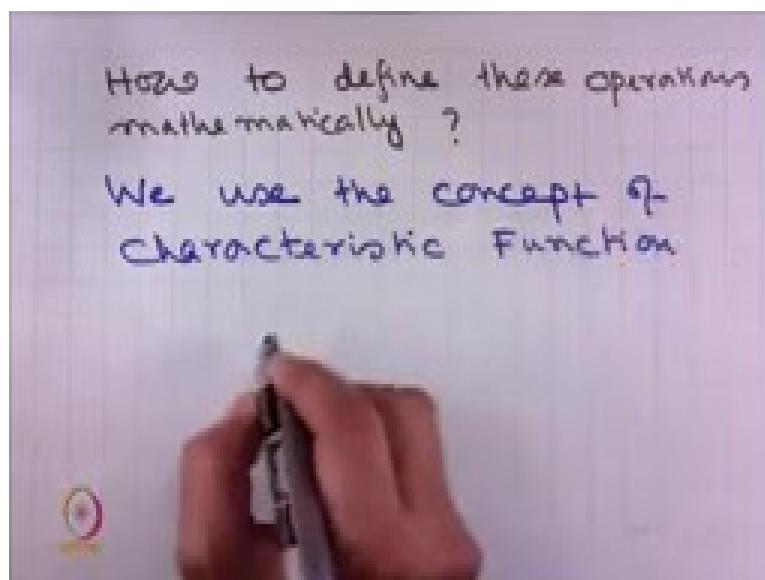 How to define these operations
mathematically ?
We use the concept of
Characteristic Function